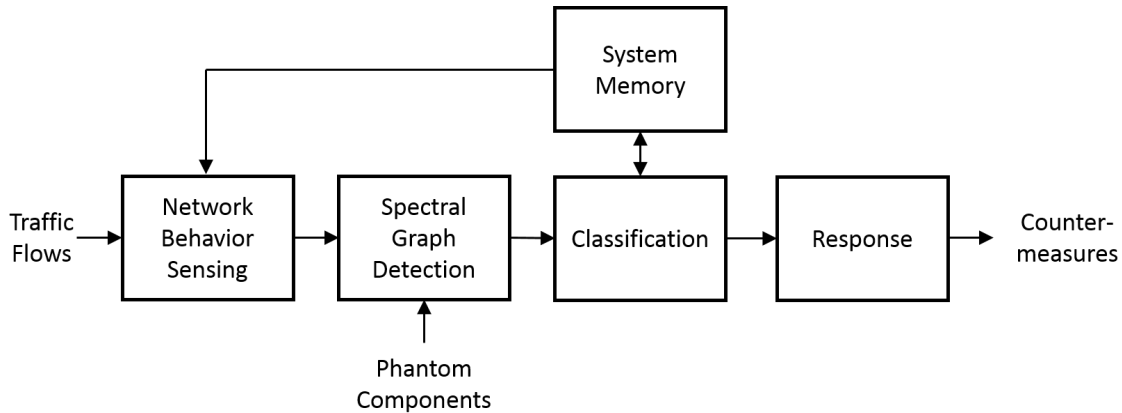 System
Memory
Traffic
Flows
Network
Behavior
Sensing
Spectral
Graph
Detection
Classification
Response
Counter-
measures
Phantom
Components